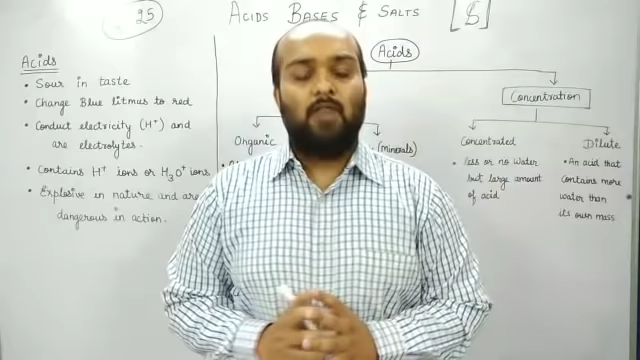 25
ACIDS BASES & SALTS
Acids
• Sour in taste
• Change Blue litmus to red
• Conduct electricity (H⁺) and
are electrolytes.
• Contains H⁺ ions or H₃O⁺ ions
• Explosive in nature and are
dangerous in action.
Acids
Concentration
Organic
(minerals)
Concentrated
• less or no water
but large amount
of acid
Dilute
• An acid that
contains more
water than
its own mass.